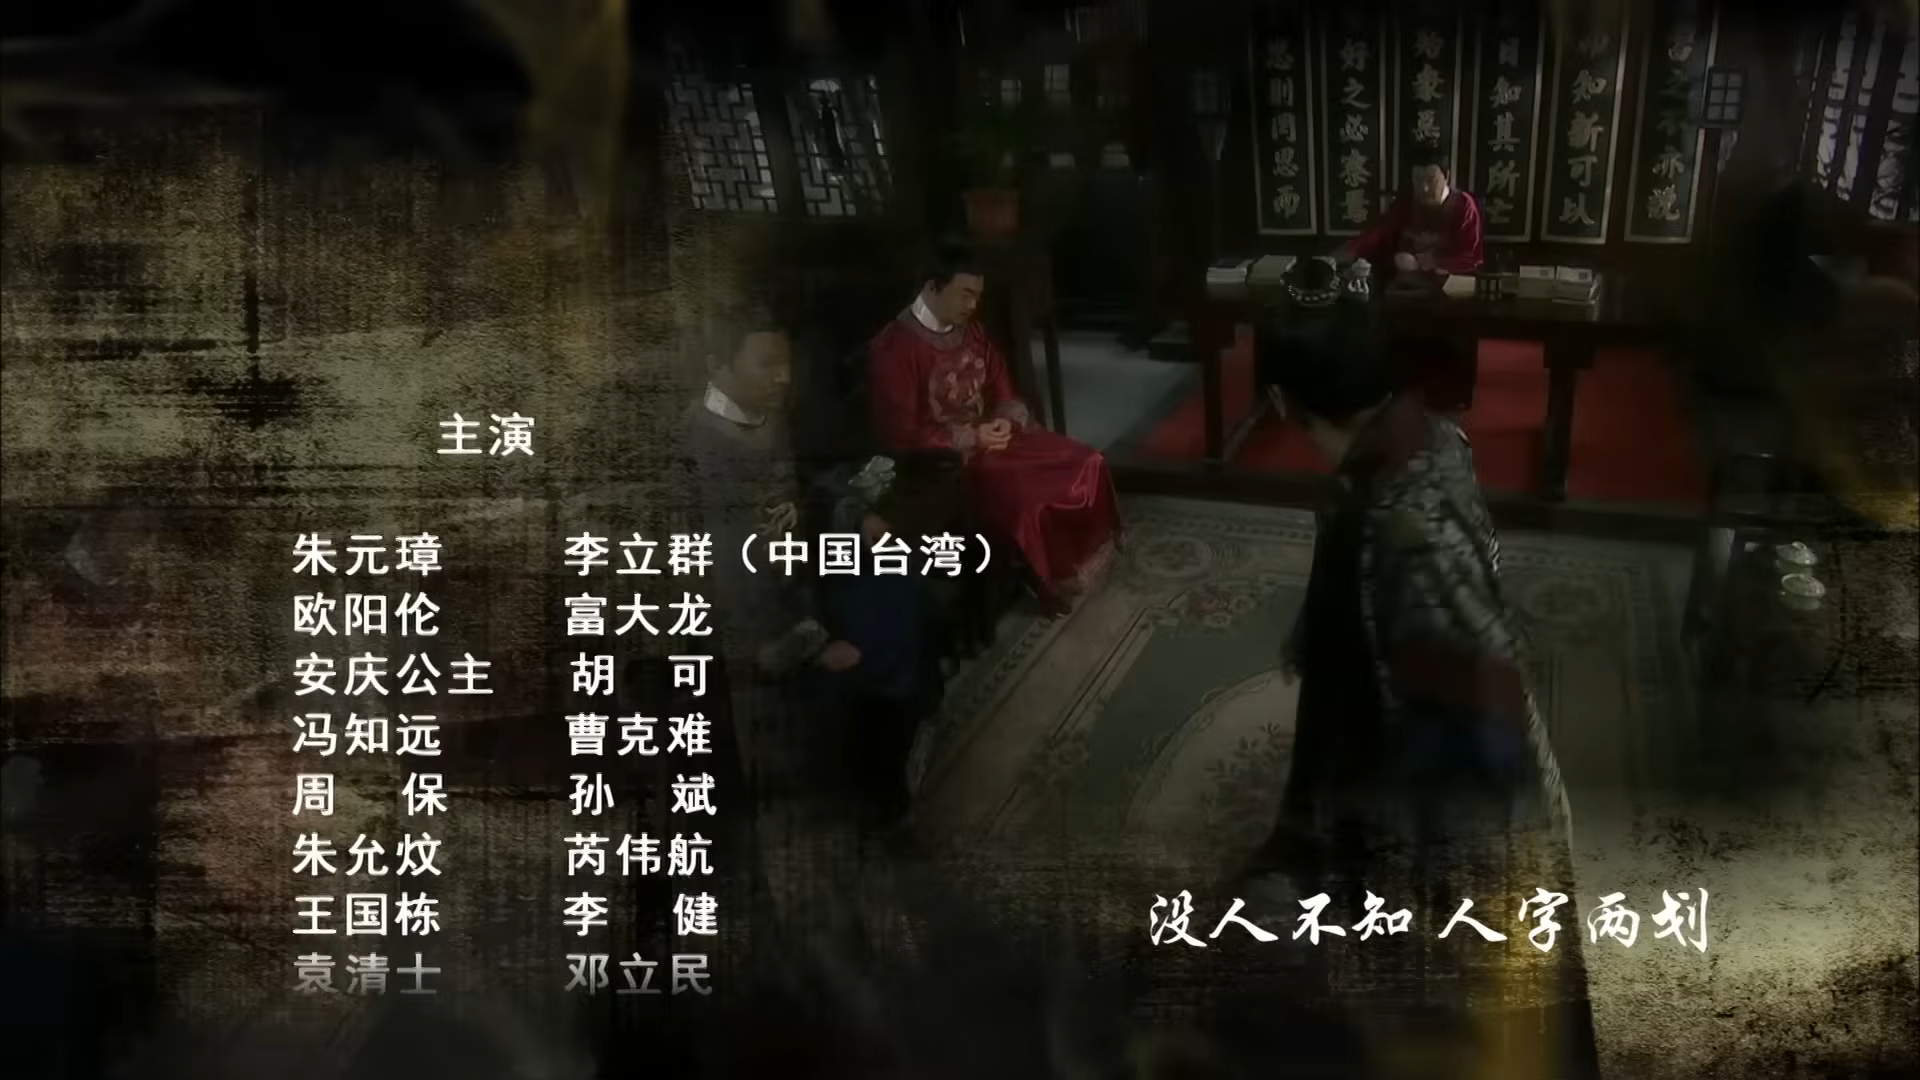 主演
朱元璋 李立群（中国台湾）
欧阳伦 富大龙
安庆公主 胡可
冯知远 曹克难
周保 孙斌
朱允炆 芮伟航
王国栋 李健
袁清士 邓立民
没人不知 人字两划